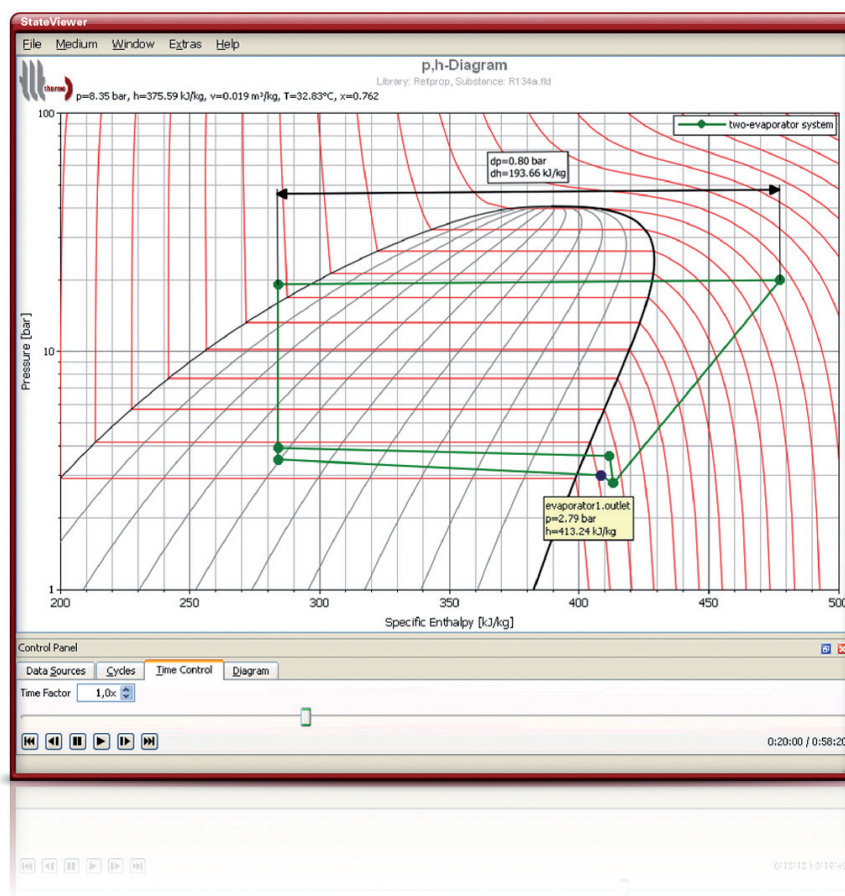 StateViewer
File Medium Window Extras Help
p,h-Diagram
Library: Refprop, Substance: R134a.fld
thermo
p=8.35 bar, h=375.59 kJ/kg, v=0.019 m³/kg, T=32.83°C, x=0.762
100
two-evaporator system
dp=0.80 bar
dh=193.66 kJ/kg
Pressure [bar]
10
evaporator1.outlet
p=2.79 bar
h=413.24 kJ/kg
1
200 250 300 350 400 450 500
Specific Enthalpy [kJ/kg]
Control Panel
Data Sources Cycles Time Control Diagram
Time Factor 1,0x
0:20:00 / 0:58:20